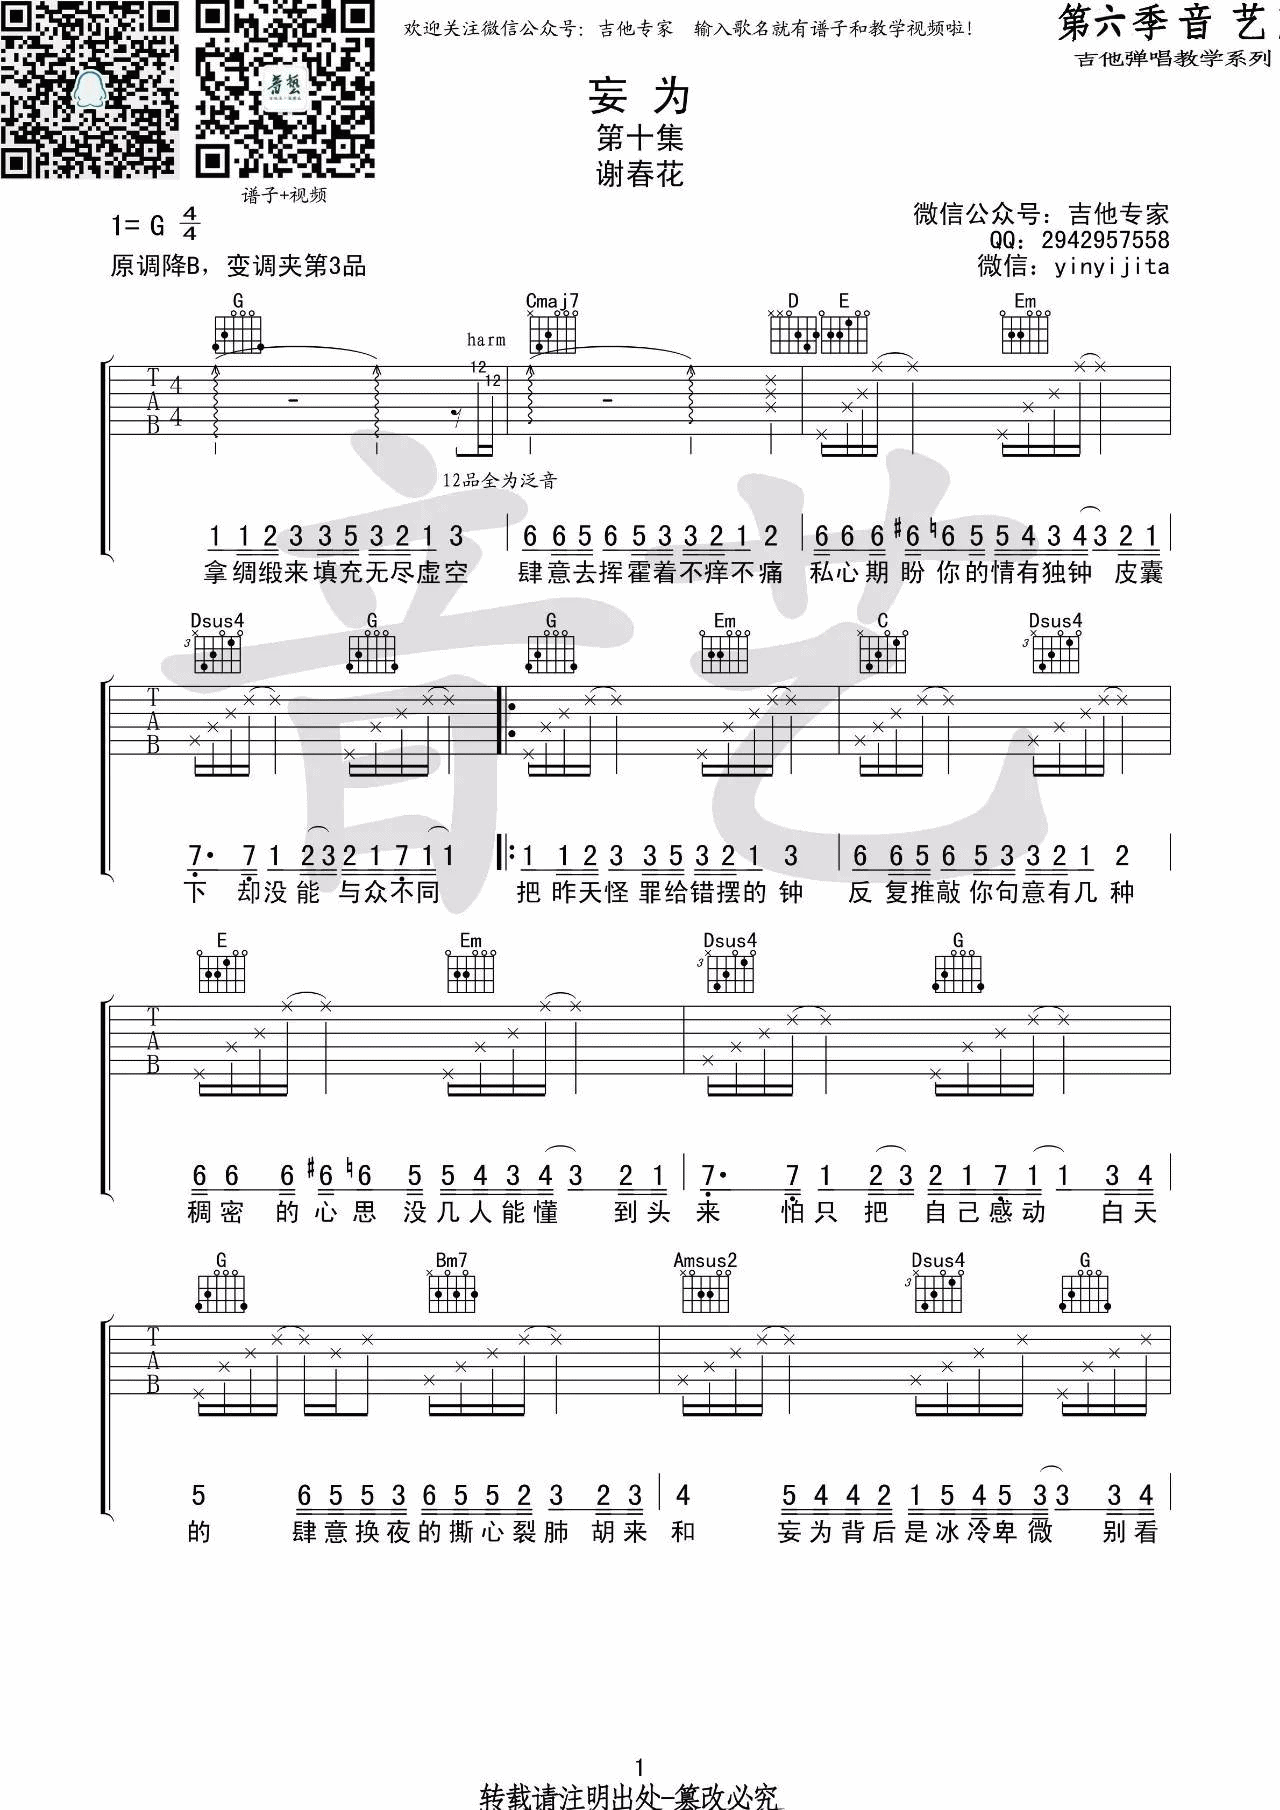 欢迎关注微信公众号：吉他专家　输入歌名就有谱子和教学视频啦！
第六季音艺
吉他弹唱教学系列
妄 为
第十集
谢春花
谱子+视频
1= G 4/4
原调降B，变调夹第3品
微信公众号：吉他专家
QQ：2942957558
微信：yinyijita
G Cmaj7 D E Em
harm
12 12
T A B 4 4
12品全为泛音
1 1 2 3 3 5 3 2 1 3 | 6 6 5 6 5 3 3 2 1 2 | 6 6 6 #6 ♮6 5 5 4 3 4 3 2 1
拿绸缎来填充无尽虚空 肆意去挥霍着不痒不痛 私心期盼你的情有独钟 皮囊
Dsus4 G G Em C Dsus4
3 3
T A B
7· 7 1 2 3 2 1 7 1 1 |: 1 1 2 3 3 5 3 2 1 3 | 6 6 5 6 5 3 3 2 1 2
下 却没能 与众不同 把昨天怪罪给错摆的钟 反复推敲你句意有几种
E Em Dsus4 G
3
T A B
6 6 6 #6 ♮6 5 5 4 3 4 3 2 1 | 7· 7 1 2 3 2 1 7 1 1 3 4
稠密的心思没几人能懂 到头来 怕只把 自己感动 白天
G Bm7 Amsus2 Dsus4 G
3
T A B
5 6 5 5 3 6 5 5 2 3 2 3 | 4 5 4 4 2 1 5 4 5 3 3 3 4
的 肆意换夜的撕心裂肺 胡来和 妄为背后是冰冷卑微 别看
1
转载请注明出处-篡改必究